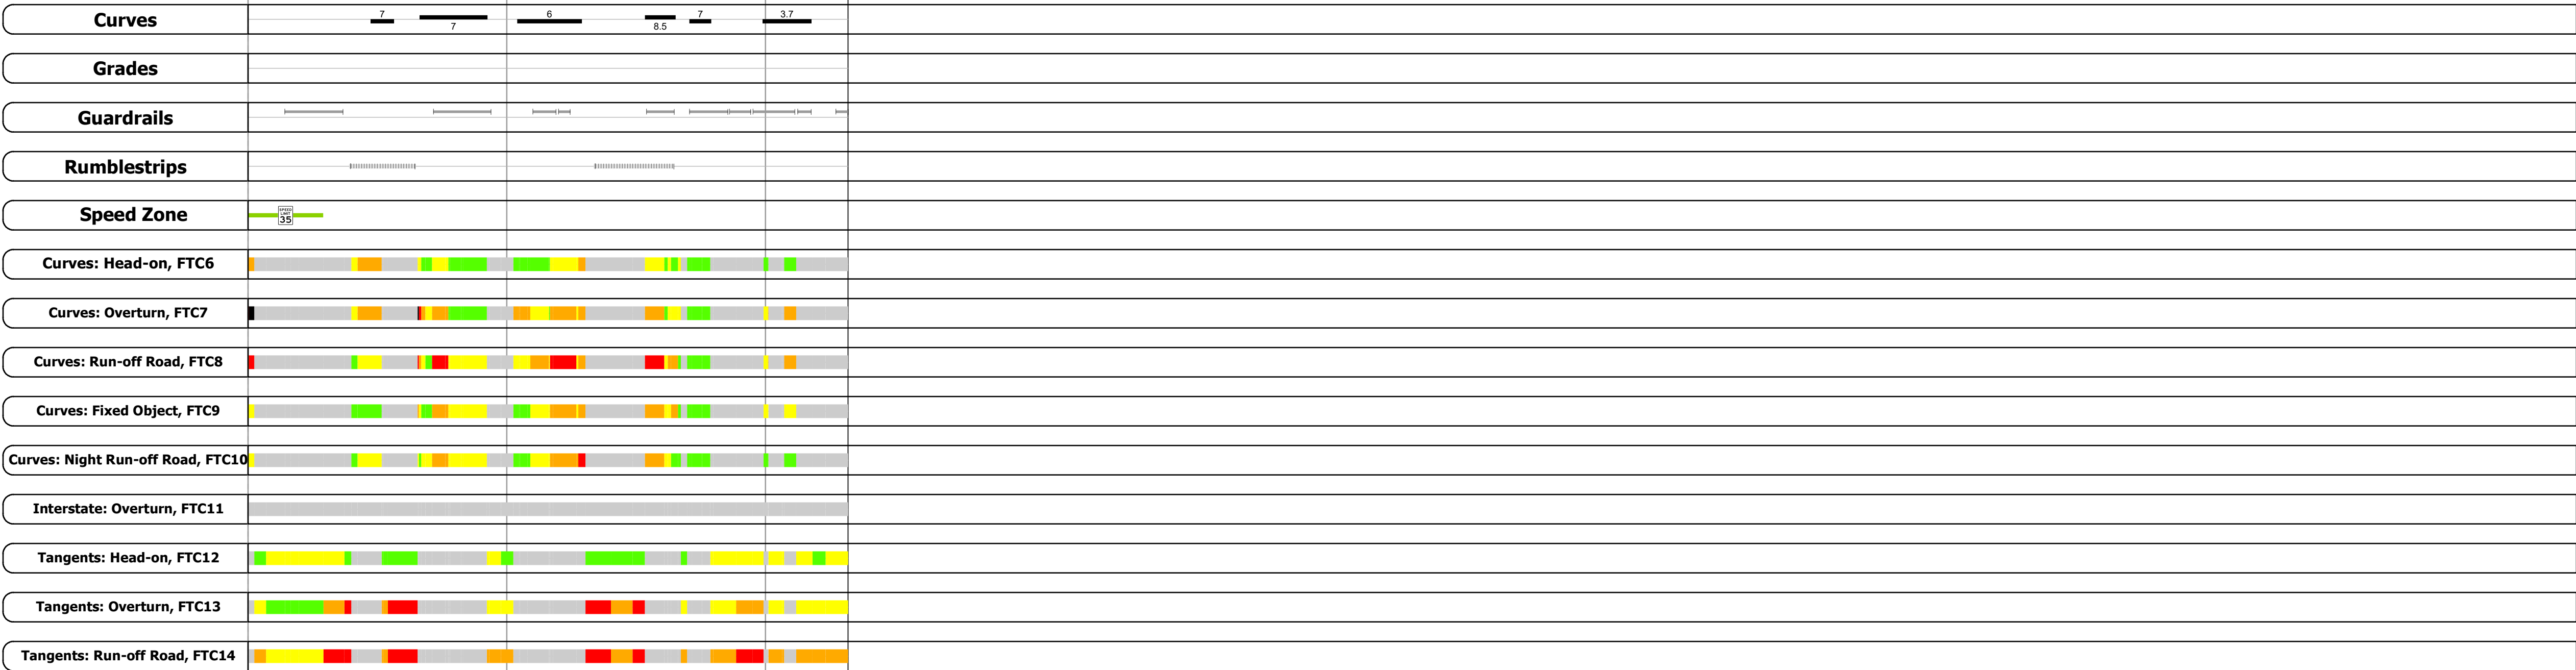 Curves
7
7
6
8.5
7
3.7
Grades
Guardrails
Rumblestrips
Speed Zone
SPEED
LIMIT
35
Curves: Head-on, FTC6
Curves: Overturn, FTC7
Curves: Run-off Road, FTC8
Curves: Fixed Object, FTC9
Curves: Night Run-off Road, FTC10
Interstate: Overturn, FTC11
Tangents: Head-on, FTC12
Tangents: Overturn, FTC13
Tangents: Run-off Road, FTC14